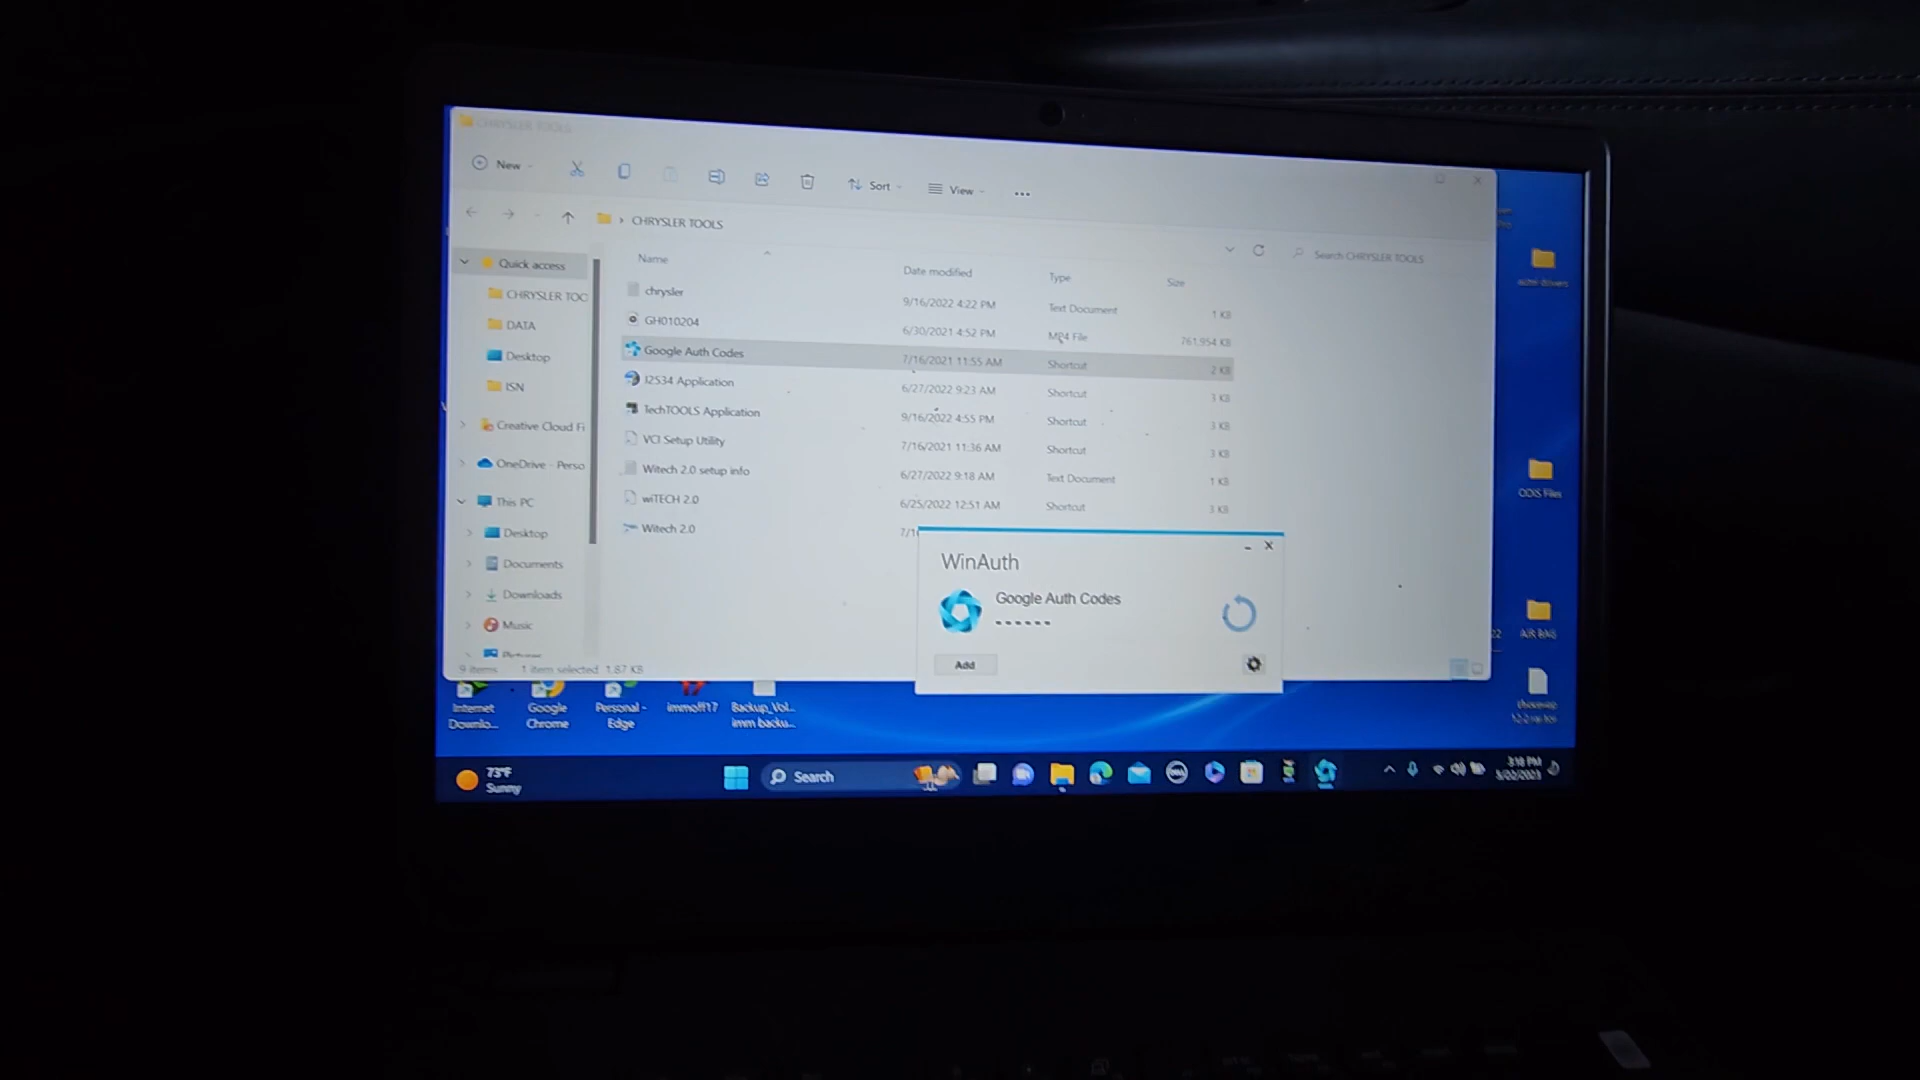 CHRYSLER TOOLS
New
Sort
View
CHRYSLER TOOLS
Search CHRYSLER TOOLS
Name Date modified Type Size
chrysler 9/16/2022 4:22 PM Text Document 1 KB
GH010204 6/30/2021 4:52 PM MP4 File 761,954 KB
Google Auth Codes 7/16/2021 11:55 AM Shortcut 2 KB
J2534 Application 6/27/2022 9:23 AM Shortcut 3 KB
TechTOOLS Application 9/16/2022 4:55 PM Shortcut 3 KB
VCI Setup Utility 7/16/2021 11:36 AM Shortcut 3 KB
Witech 2.0 setup info 6/27/2022 9:18 AM Text Document 1 KB
wiTECH 2.0 6/25/2022 12:51 AM Shortcut 3 KB
Witech 2.0 7/1
Quick access
CHRYSLER TOO
DATA
Desktop
ISN
Creative Cloud Fi
OneDrive - Perso
This PC
Desktop
Documents
Downloads
Music
9 items 1 item selected 1.87 KB
WinAuth
Google Auth Codes
Add
ODIS Files
AIR BAG
22
Internet Downlo...
Google Chrome
Personal - Edge
immoff17
Backup_Vol... imm backu...
73°F
Sunny
Search
3:18 PM